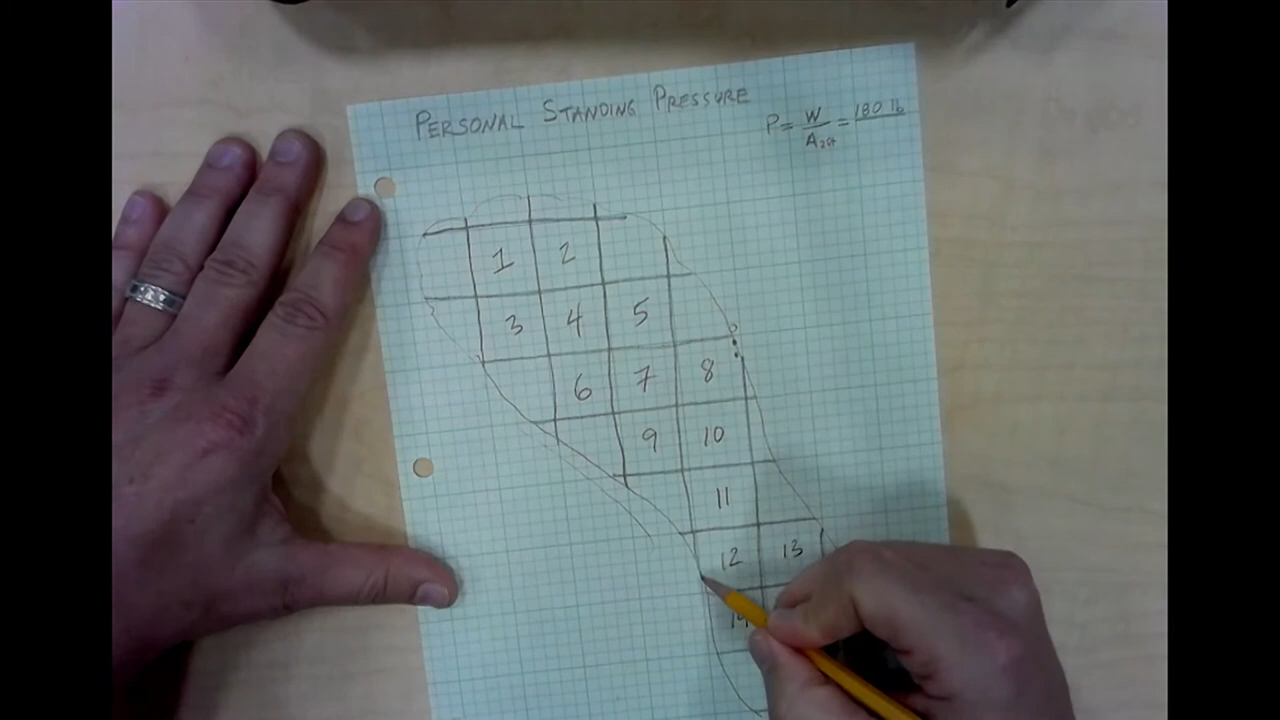 PERSONAL STANDING PRESSURE
P = W / A₂ft = 180 lb
1 2
3 4 5
6 7 8
9 10
11
12 13